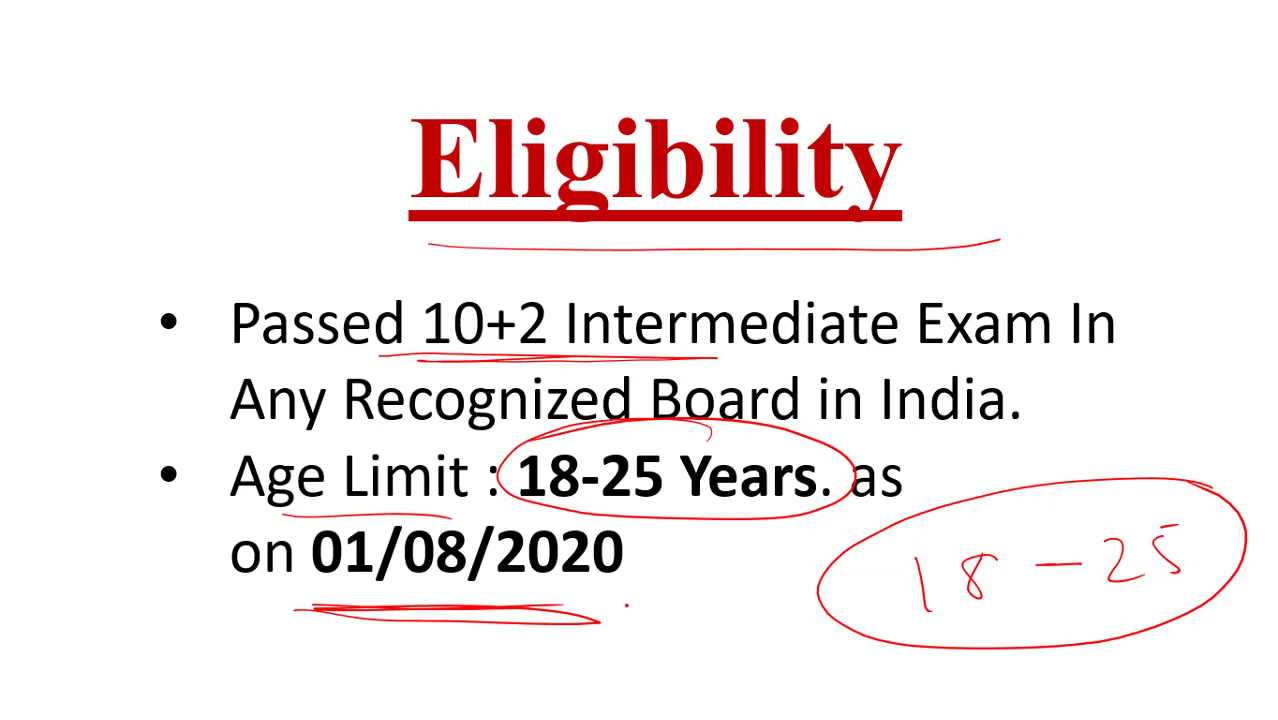 Eligibility
• Passed 10+2 Intermediate Exam In
Any Recognized Board in India.
• Age Limit : 18-25 Years. as
on 01/08/2020
18 – 25